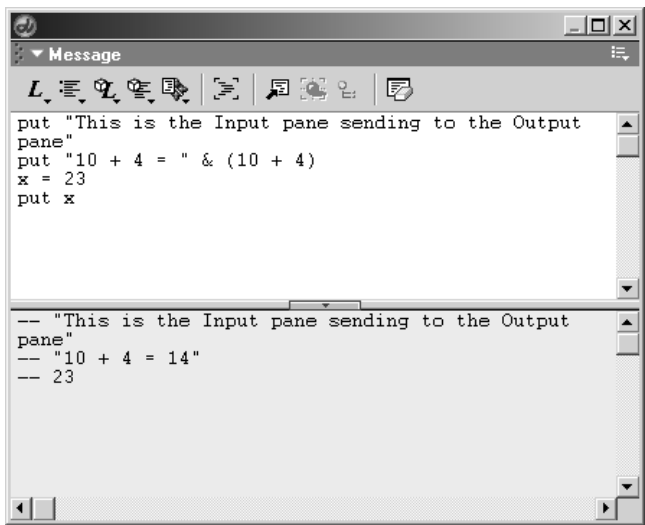 Message
put "This is the Input pane sending to the Output
pane"
put "10 + 4 = " & (10 + 4)
x = 23
put x
-- "This is the Input pane sending to the Output
pane"
-- "10 + 4 = 14"
-- 23